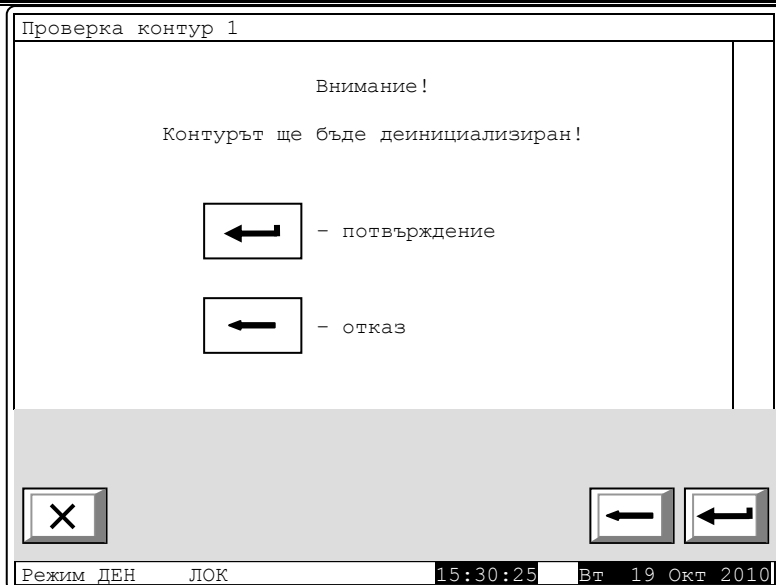 Проверка контур 1
Внимание!
Контурът ще бъде деинициализиран!
- потвърждение
- отказ
Режим ДЕН ЛОК 15:30:25 Вт 19 Окт 2010